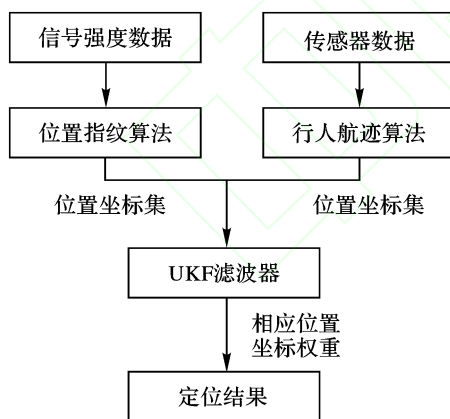 信号强度数据
传感器数据
位置指纹算法
行人航迹算法
位置坐标集
位置坐标集
UKF滤波器
相应位置
坐标权重
定位结果